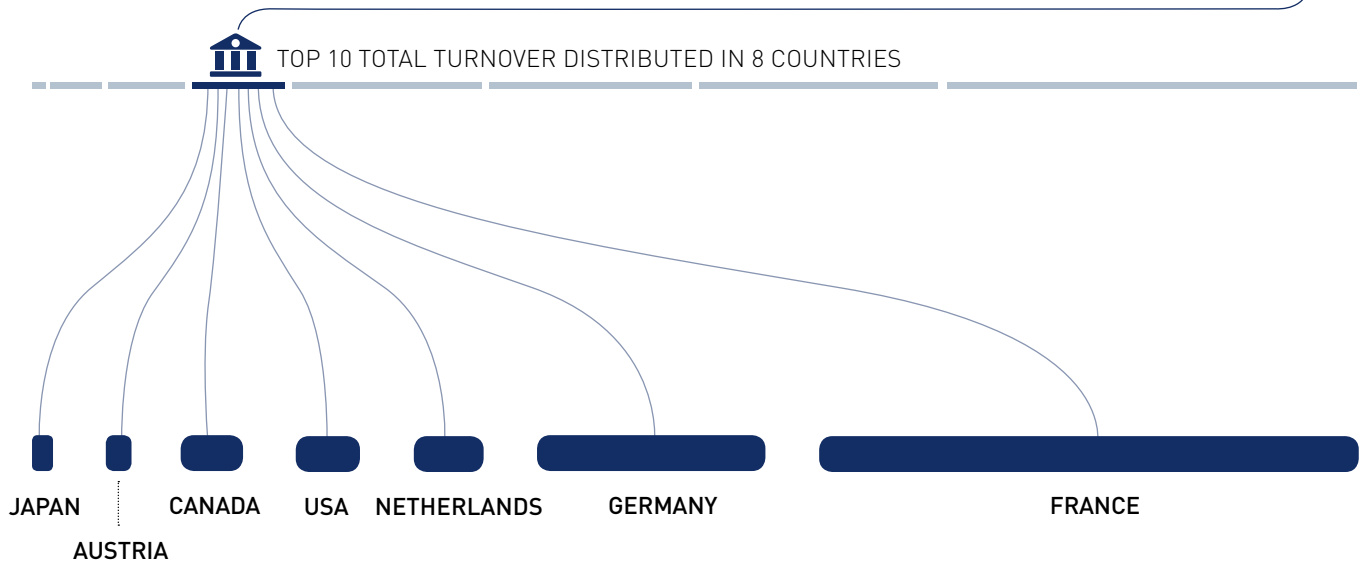 TOP 10 TOTAL TURNOVER DISTRIBUTED IN 8 COUNTRIES
JAPAN
AUSTRIA
CANADA
USA
NETHERLANDS
GERMANY
FRANCE